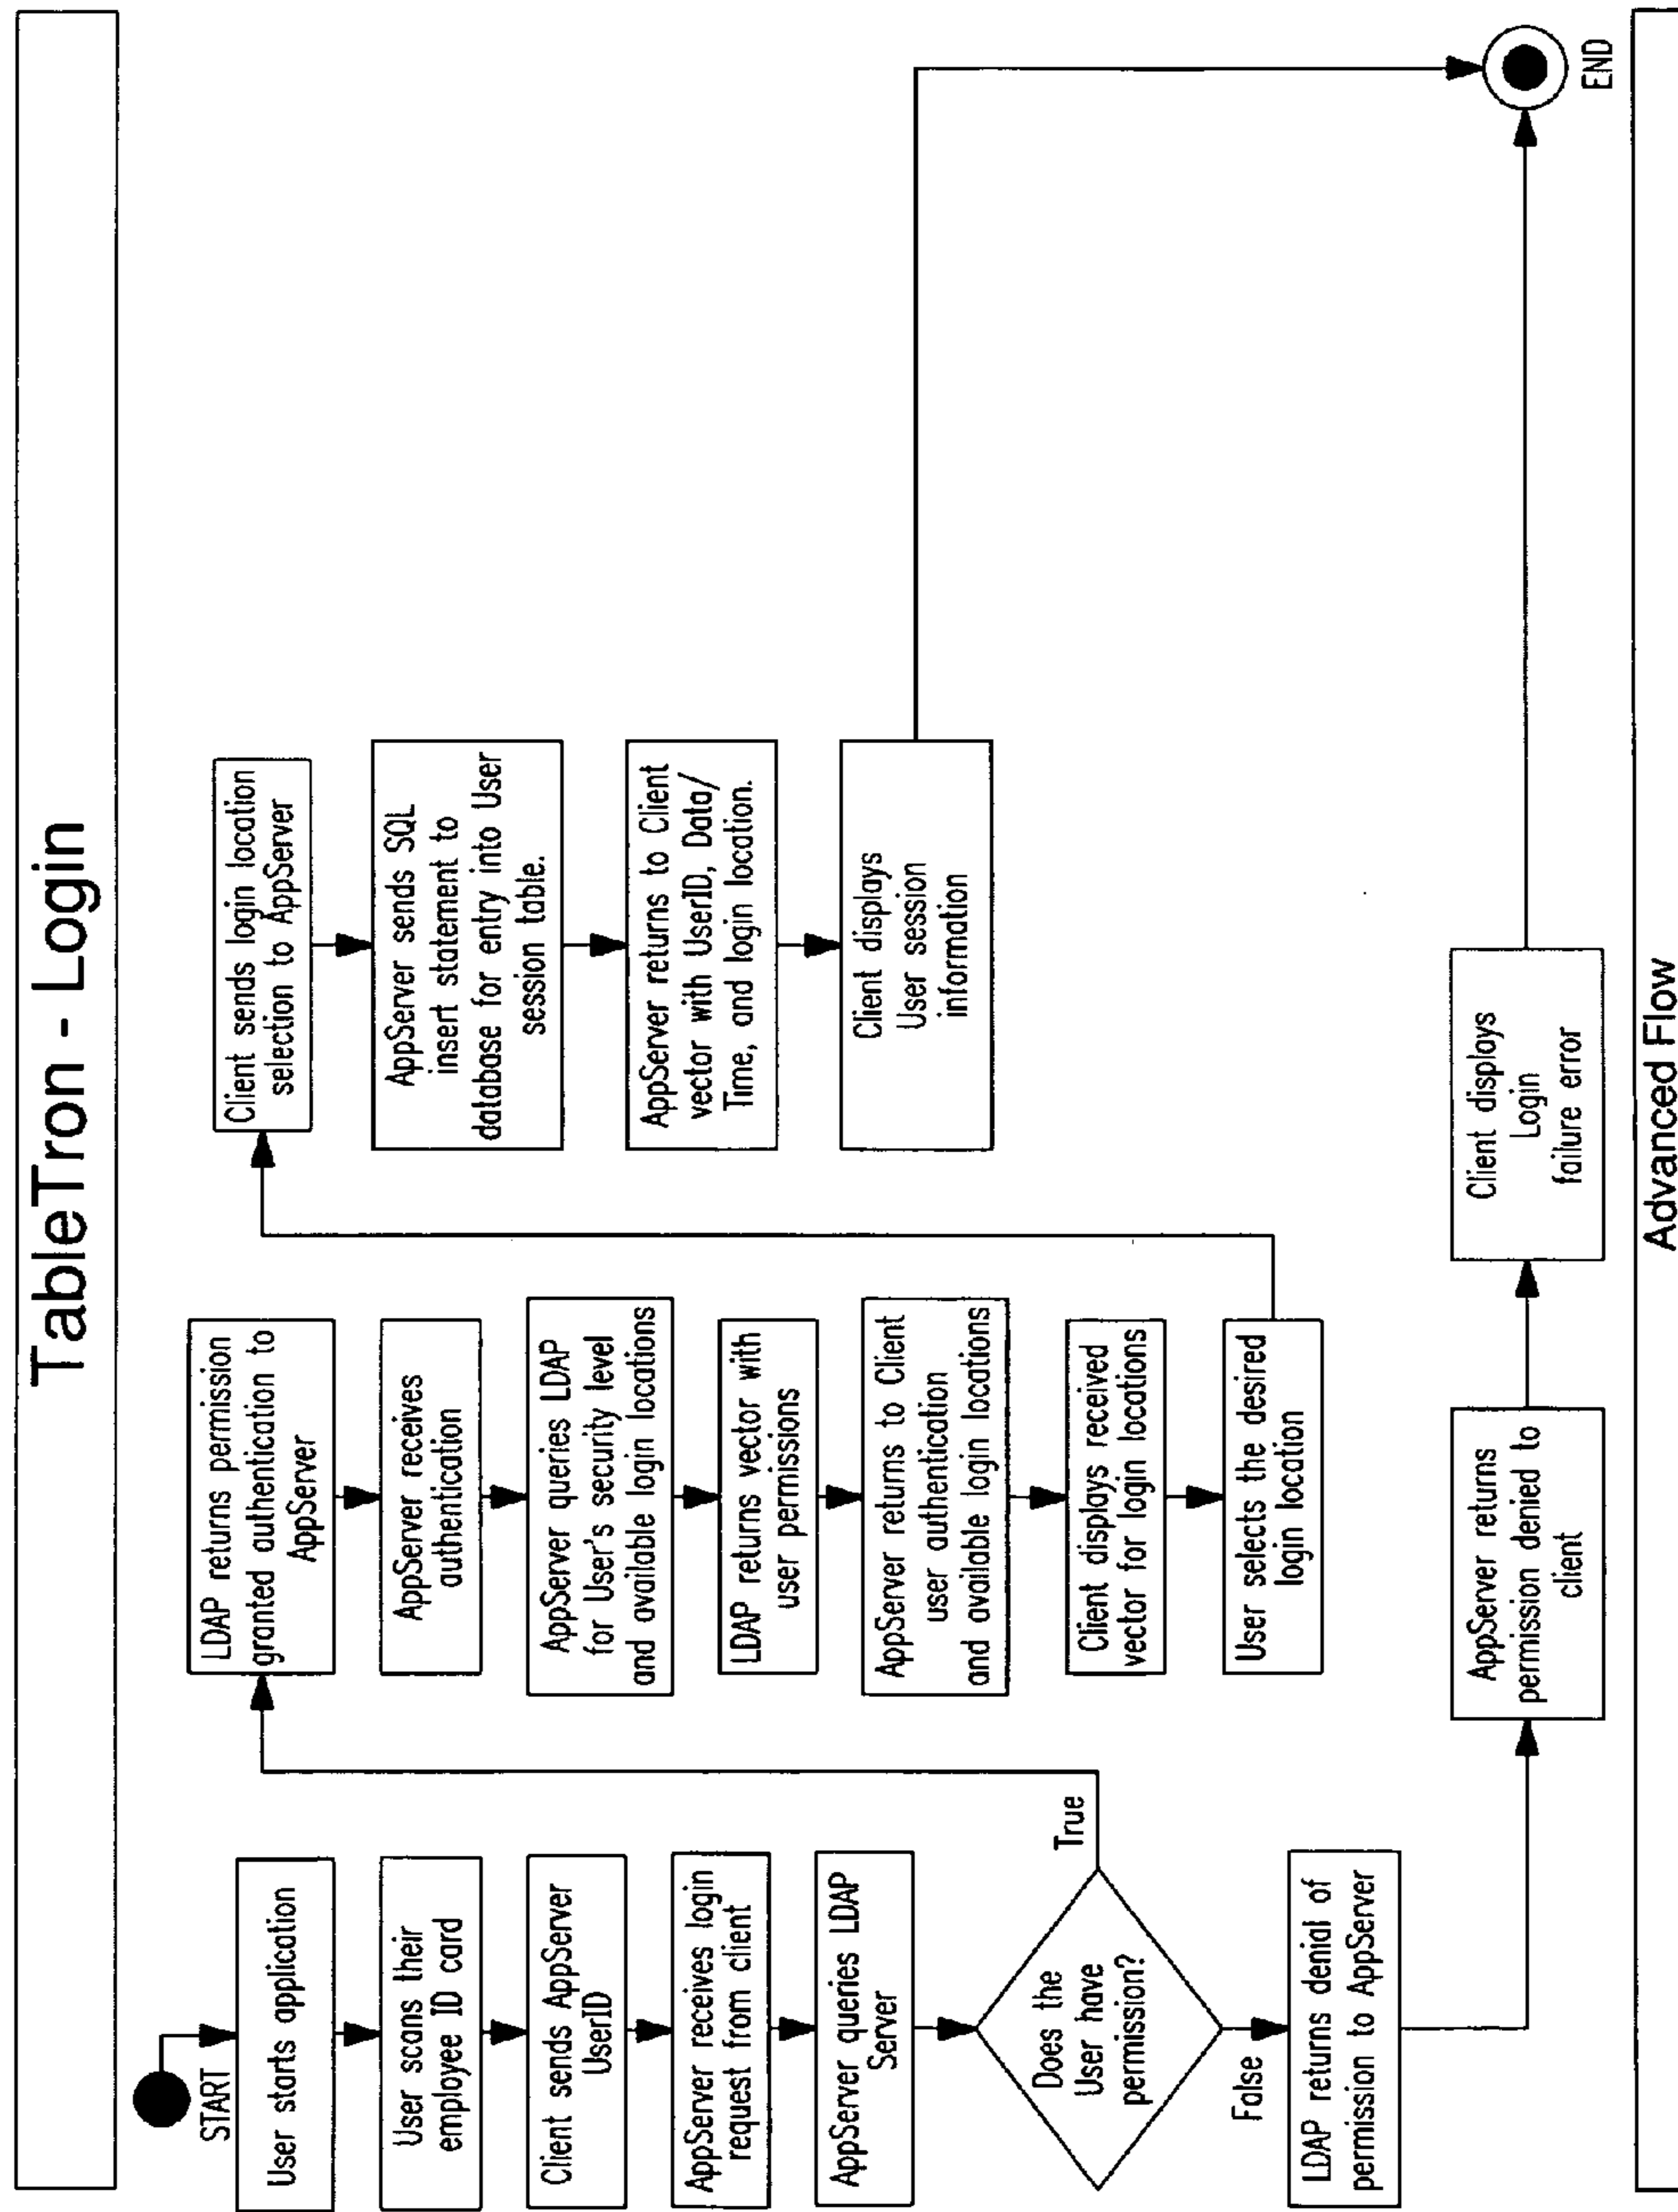 TableTron - Login
START
User starts application
User scans their
employee ID card
Client sends AppServer
UserID
AppServer receives login
request from client
AppServer queries LDAP
Server
Does the
User have
permission?
True
False
LDAP returns denial of
permission to AppServer
LDAP returns permission
granted authentication to
AppServer
AppServer receives
authentication
AppServer queries LDAP
for User's security level
and available login locations
LDAP returns vector with
user permissions
AppServer returns to Client
user authentication
and available login locations
Client displays received
vector for login locations
User selects the desired
login location
Client sends login location
selection to AppServer
AppServer sends SQL
insert statement to
database for entry into User
session table.
AppServer returns to Client
vector with UserID, Data/
Time, and login location.
Client displays
User session
information
AppServer returns
permission denied to
client
Client displays
Login
failure error
END
Advanced Flow